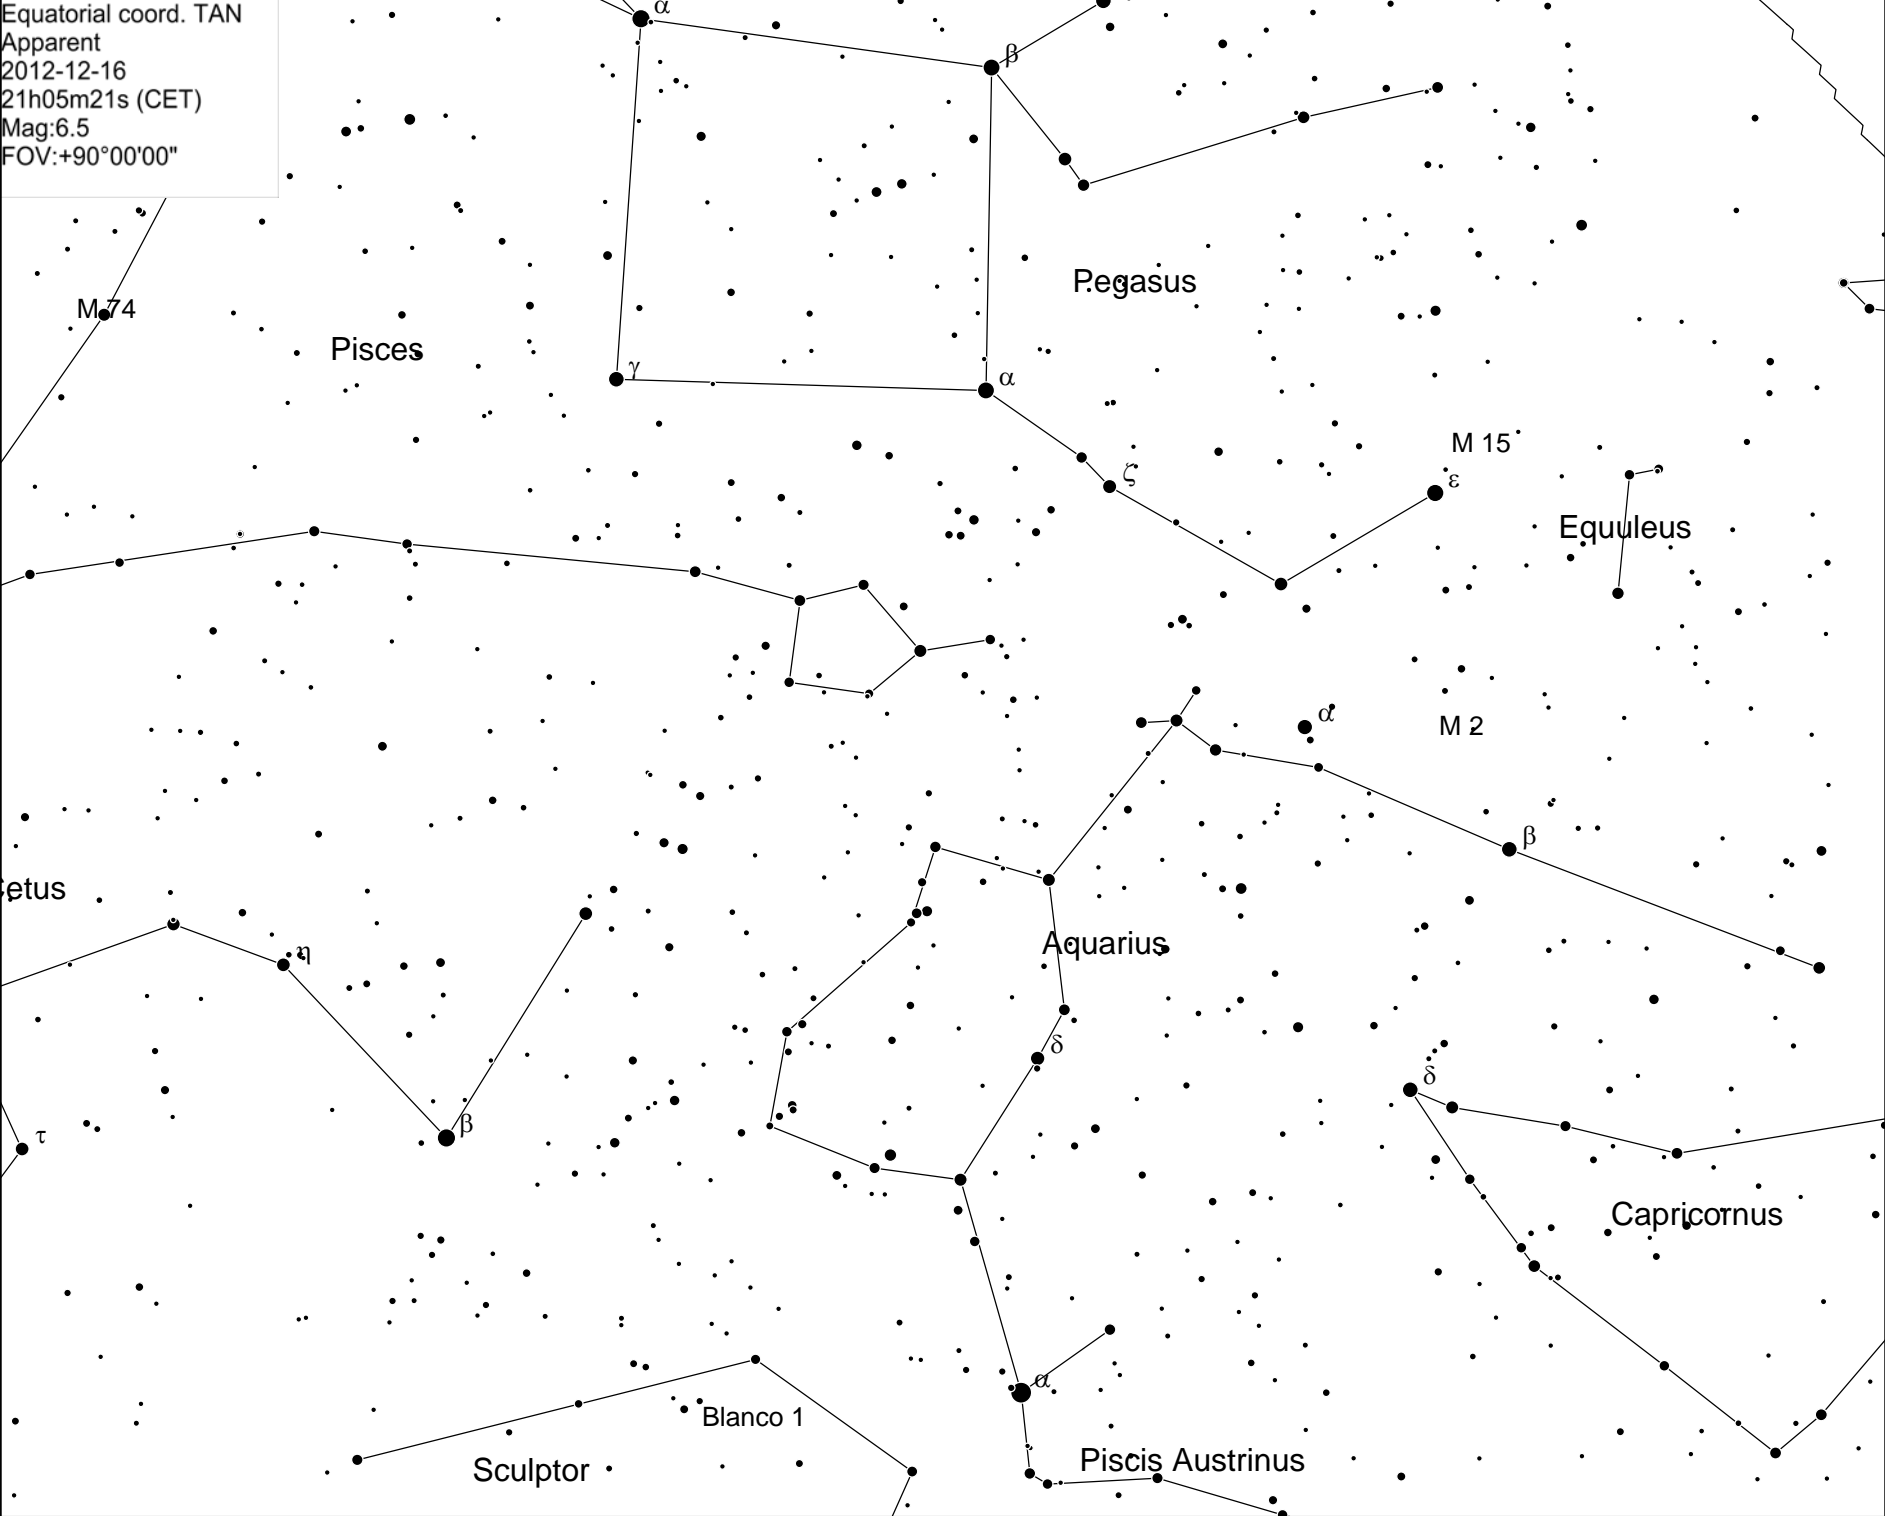 Equatorial coord. TAN
Apparent
2012-12-16
21h05m21s (CET)
Mag:6.5
FOV:+90°00'00"
α
β
Pegasus
M 74
Pisces
γ
α
M 15
ζ
ε
Equuleus
α
M 2
β
etus
Aquarius
η
δ
δ
β
τ
Capricornus
α
Blanco 1
Piscis Austrinus
Sculptor